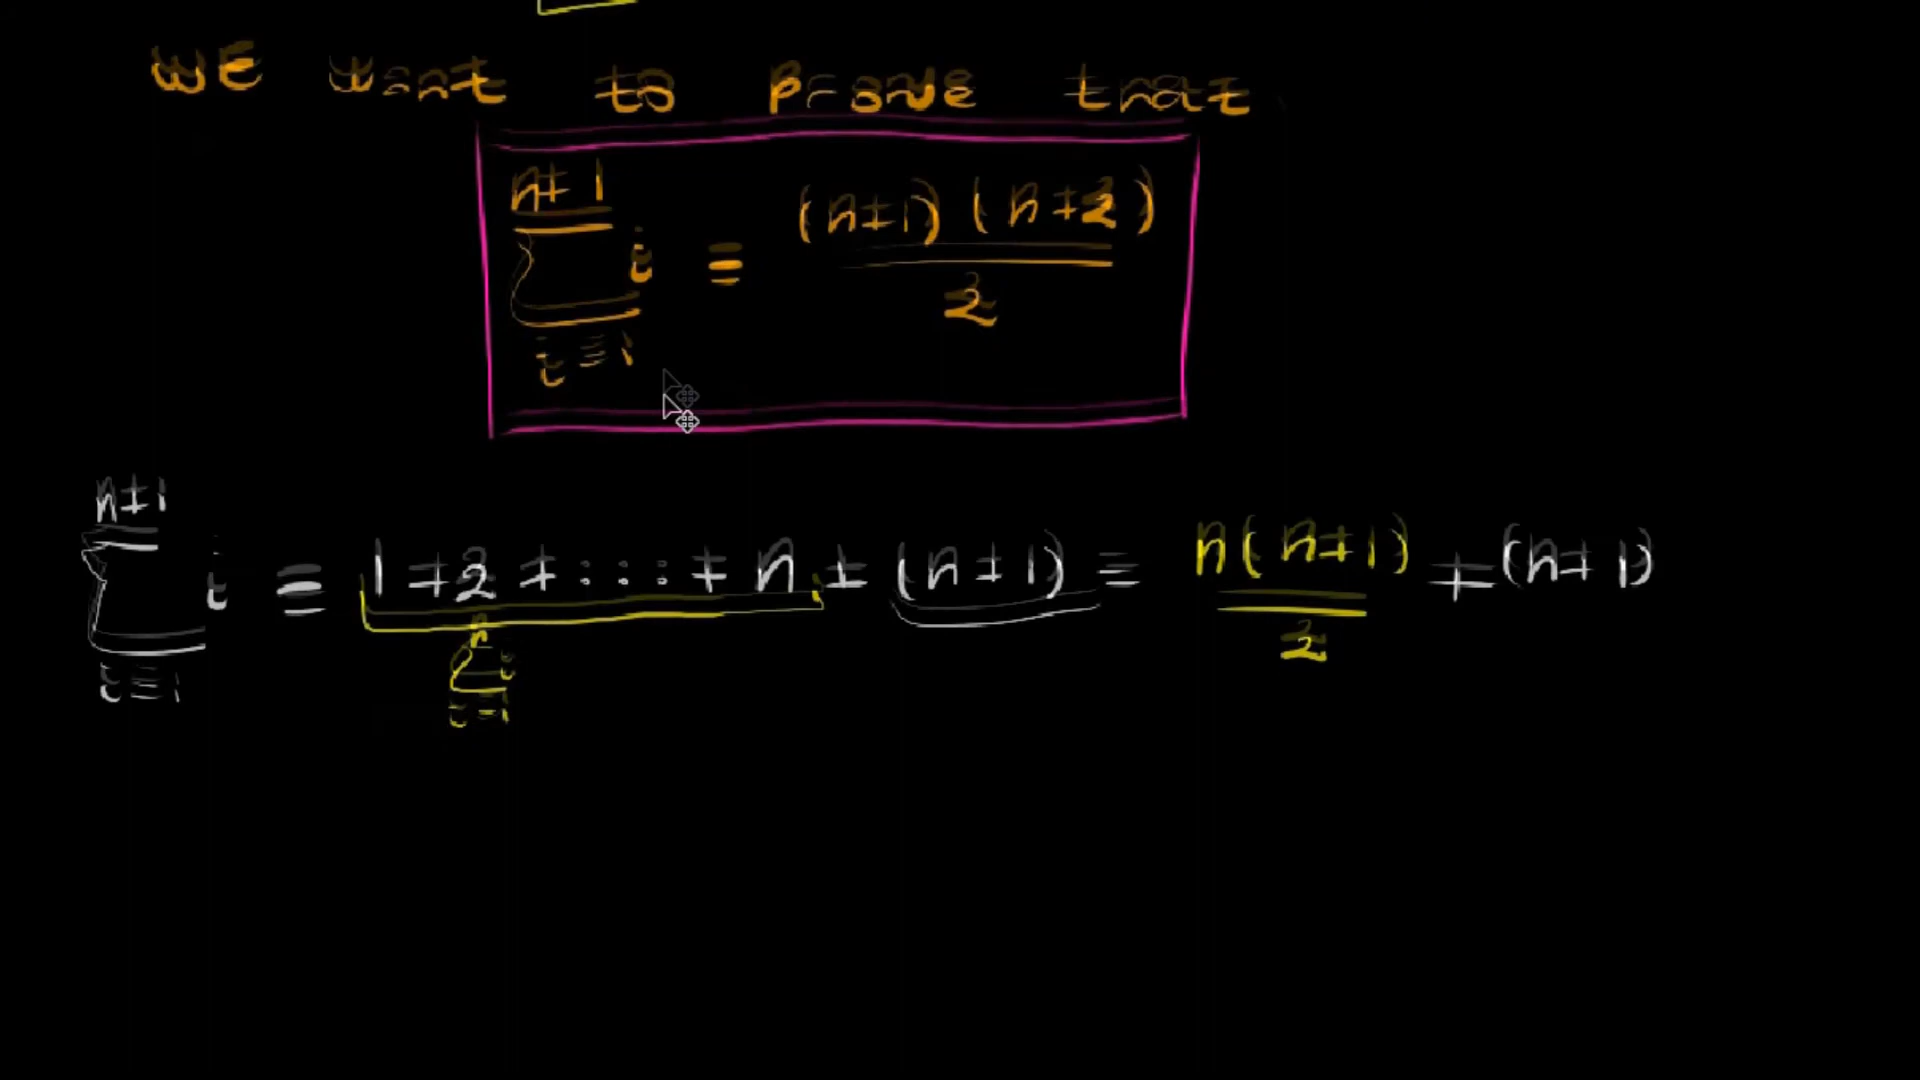 WE want to prove that
n+1
∑ i = (n+1)(n+2)/2
i=1
n+1
∑ i = 1+2+...+n+(n+1) = n(n+1)/2 + (n+1)
i=1
n
∑ i
i=1